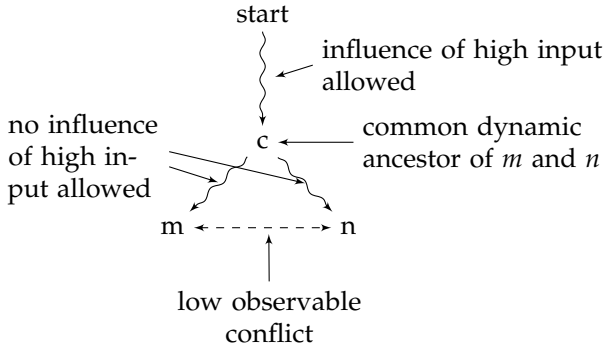 start
influence of high input
allowed
no influence
of high in-
put allowed
c
common dynamic
ancestor of m and n
m
n
low observable
conflict